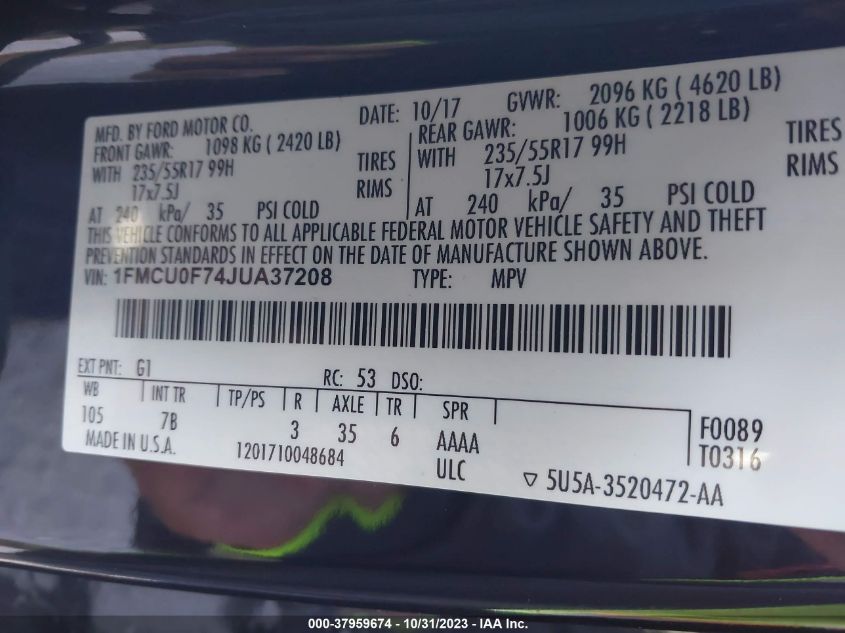 MFD. BY FORD MOTOR CO. DATE: 10/17 GVWR: 2096 KG ( 4620 LB)
FRONT GAWR: 1098 KG ( 2420 LB) REAR GAWR: 1006 KG ( 2218 LB)
WITH 235/55R17 99H TIRES WITH 235/55R17 99H TIRES
17x7.5J RIMS 17x7.5J RIMS
AT 240 kPa/ 35 PSI COLD AT 240 kPa/ 35 PSI COLD
THIS VEHICLE CONFORMS TO ALL APPLICABLE FEDERAL MOTOR VEHICLE SAFETY AND THEFT
PREVENTION STANDARDS IN EFFECT ON THE DATE OF MANUFACTURE SHOWN ABOVE.
VIN: 1FMCU0F74JUA37208 TYPE: MPV
EXT PNT: G1 RC: 53 DSO:
WB INT TR TP/PS R AXLE TR SPR
105 7B 3 35 6 AAAA F0089
MADE IN U.S.A. 1201710048684 ULC T0316
▽ 5U5A-3520472-AA
000-37959674 - 10/31/2023 - IAA Inc.